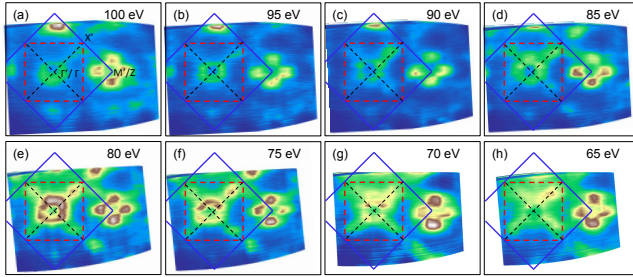 (a) 100 eV
X'
Γ'/Γ M'/Z
(b) 95 eV
(c) 90 eV
(d) 85 eV
(e) 80 eV
(f) 75 eV
(g) 70 eV
(h) 65 eV